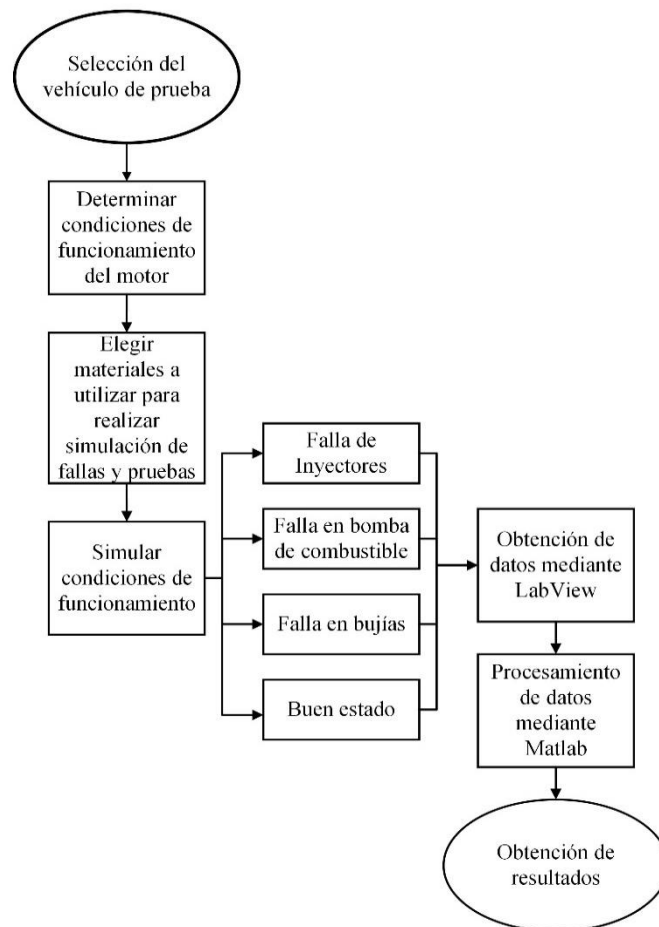 Selección del
vehículo de prueba
Determinar
condiciones de
funcionamiento
del motor
Elegir
materiales a
utilizar para
realizar
simulación de
fallas y pruebas
Simular
condiciones de
funcionamiento
Falla de
Inyectores
Falla en bomba
de combustible
Falla en bujías
Buen estado
Obtención de
datos mediante
LabView
Procesamiento
de datos
mediante
Matlab
Obtención de
resultados